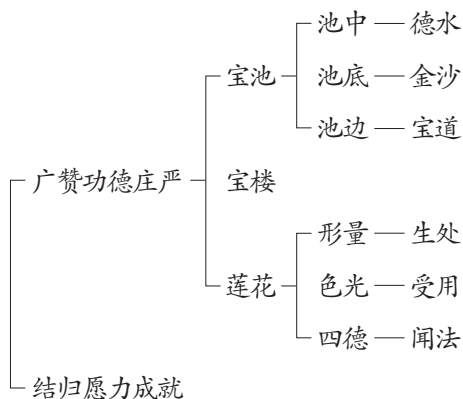 池中 — 德水
宝池
池底 — 金沙
池边 — 宝道
广赞功德庄严
宝楼
形量 — 生处
莲花
色光 — 受用
四德 — 闻法
结归愿力成就